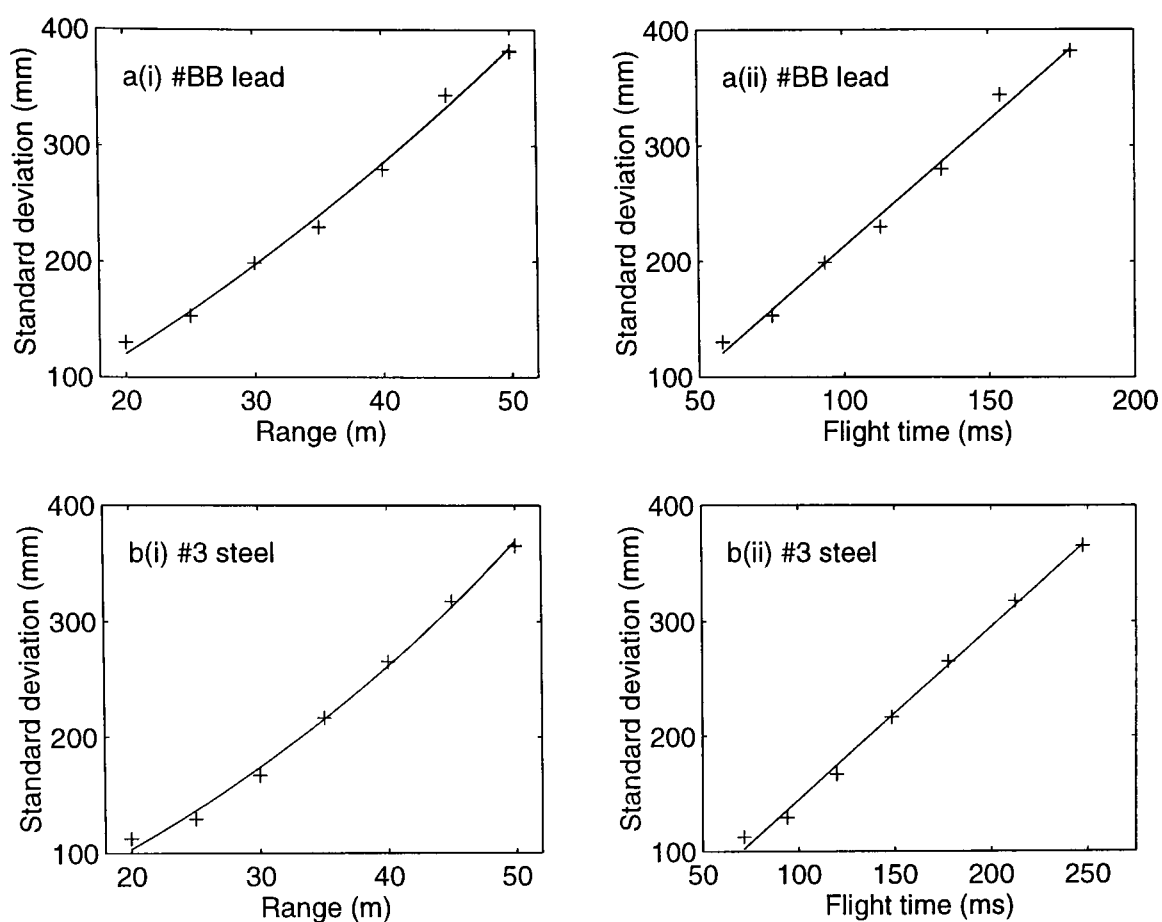 400
300
200
100
Standard deviation (mm)
a(i) #BB lead
20 30 40 50
Range (m)
400
300
200
100
Standard deviation (mm)
a(ii) #BB lead
50 100 150 200
Flight time (ms)
400
300
200
100
Standard deviation (mm)
b(i) #3 steel
20 30 40 50
Range (m)
400
300
200
100
Standard deviation (mm)
b(ii) #3 steel
50 100 150 200 250
Flight time (ms)